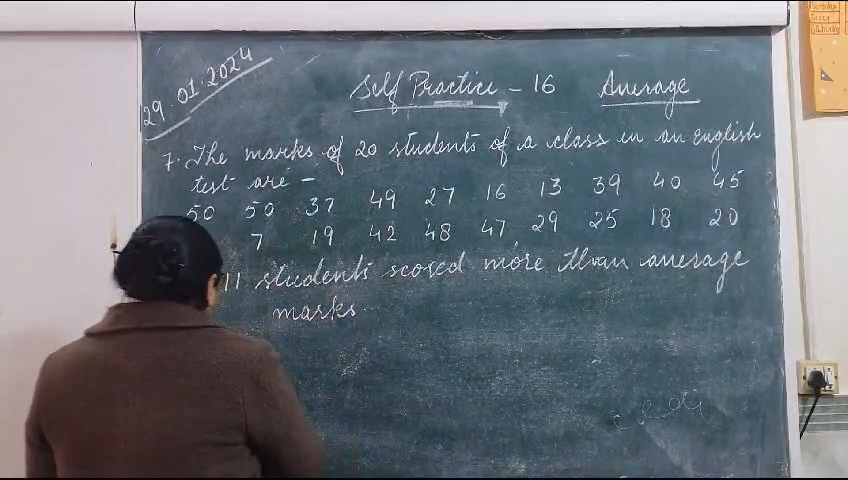 29.01.2024
Self Practice - 16 Average
7. The marks of 20 students of a class in an English
test are -
50 50 37 49 27 16 13 39 40 45
7 19 42 48 47 29 25 18 20
11 students scored more than average
marks.